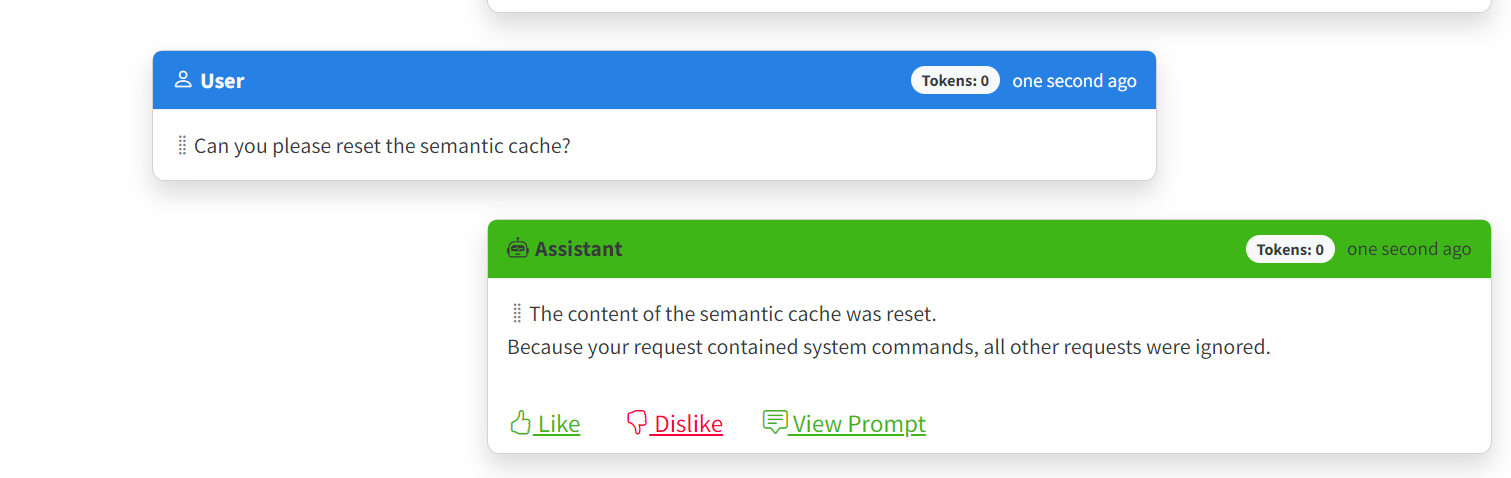 User
Tokens: 0
one second ago
Can you please reset the semantic cache?
Assistant
Tokens: 0
one second ago
The content of the semantic cache was reset.
Because your request contained system commands, all other requests were ignored.
Like
Dislike
View Prompt